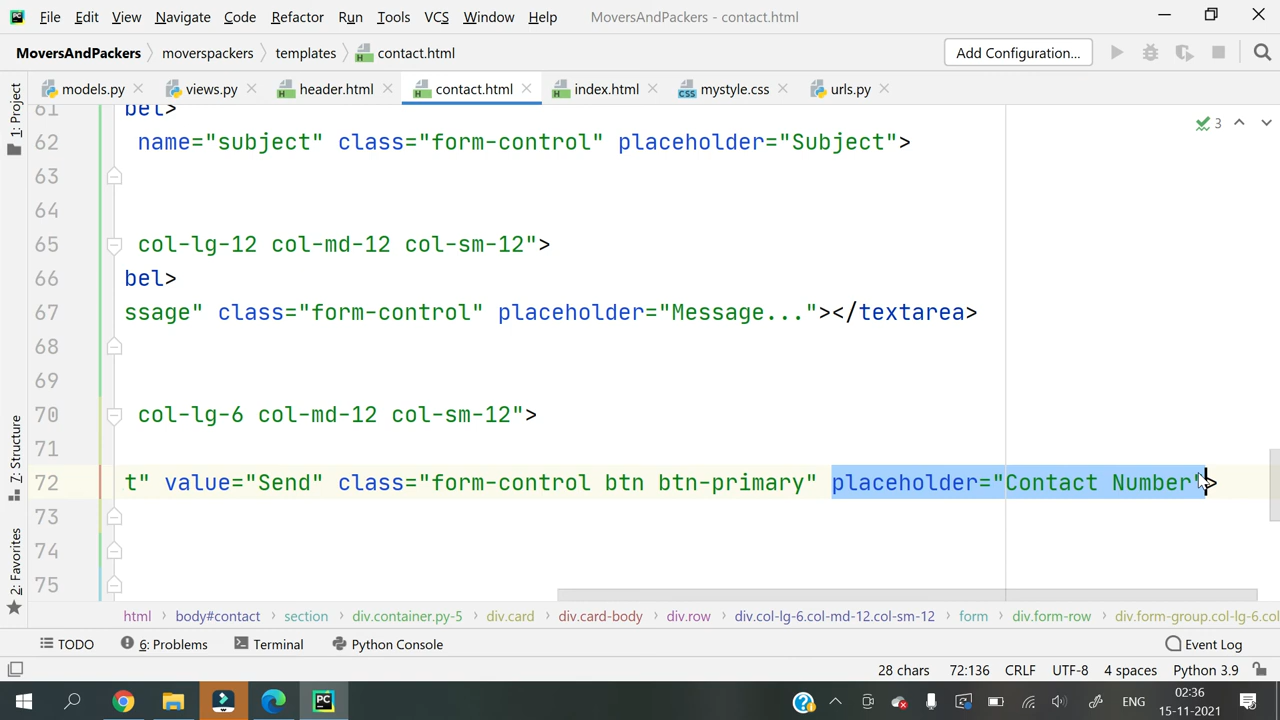 File Edit View Navigate Code Refactor Run Tools VCS Window Help MoversAndPackers - contact.html
MoversAndPackers moverspackers templates contact.html Add Configuration...
models.py views.py header.html contact.html index.html mystyle.css urls.py
1: Project
7: Structure
2: Favorites
61 bel>
62 name="subject" class="form-control" placeholder="Subject">
63
64
65 col-lg-12 col-md-12 col-sm-12">
66 bel>
67 ssage" class="form-control" placeholder="Message..."></textarea>
68
69
70 col-lg-6 col-md-12 col-sm-12">
71
72 t" value="Send" class="form-control btn btn-primary" placeholder="Contact Number">
73
74
75
3
html body#contact section div.container.py-5 div.card div.card-body div.row div.col-lg-6.col-md-12.col-sm-12 form div.form-row div.form-group.col-lg-6.col
TODO 6: Problems Terminal Python Console Event Log
28 chars 72:136 CRLF UTF-8 4 spaces Python 3.9
ENG 02:36
15-11-2021